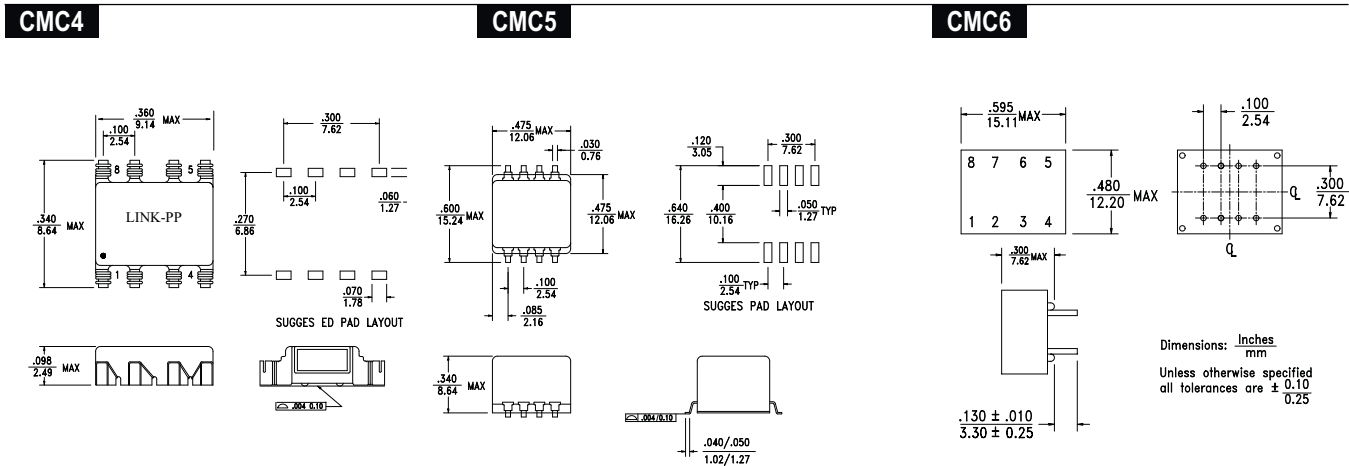 CMC4
.360
9.14 MAX
.100
2.54
8
5
.340
8.64 MAX
LINK-PP
1
4
.300
7.62
.100
2.54
.060
1.27
.270
6.86
.070
1.78
SUGGES ED PAD LAYOUT
.098
2.49 MAX
.004 0.10
CMC5
.475
12.06 MAX
.030
0.76
.600
15.24 MAX
.475
12.06 MAX
.100
2.54
.085
2.16
.120
3.05
.300
7.62
.640
16.26
.400
10.16
.050
1.27 TYP
.100
2.54 TYP
SUGGES PAD LAYOUT
.340
8.64 MAX
.004/0.10
.040/.050
1.02/1.27
CMC6
.595
15.11 MAX
8 7 6 5
1 2 3 4
.480
12.20 MAX
.100
2.54
.300
7.62
℄
℄
.300
7.62 MAX
.130 ± .010
3.30 ± 0.25
Dimensions: Inches
mm
Unless otherwise specified
all tolerances are ± 0.10
0.25